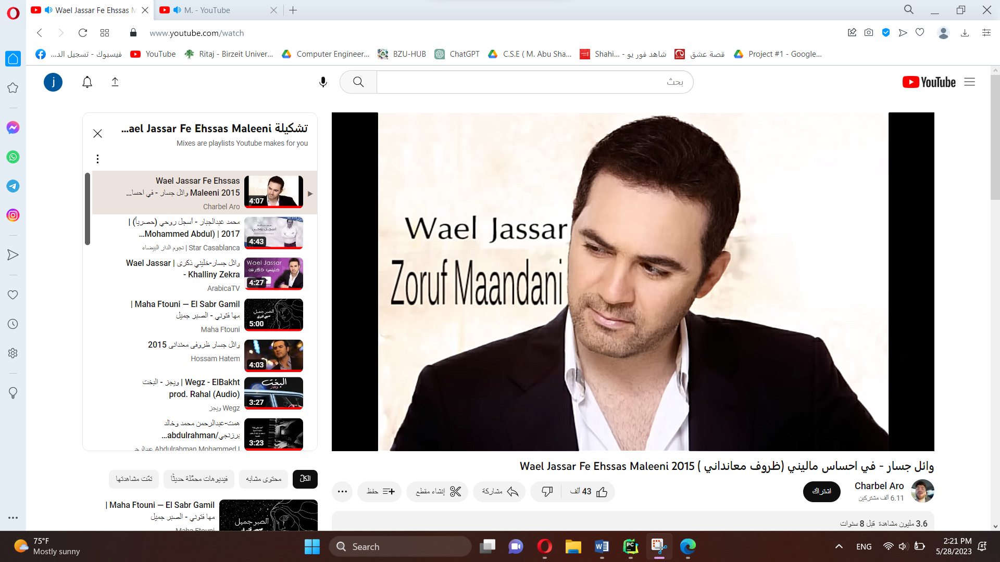 Wael Jassar Fe Ehssas M
M. - YouTube
www.youtube.com/watch
فيسبوك - تسجيل الد...
YouTube
Ritaj - Birzeit Univer...
Computer Engineer...
BZU-HUB
ChatGPT
C.S.E ( M. Abu Sha...
Shahi... - شاهد فور يو
قصة عشق
Project #1 - Google...
j
بحث
YouTube
تشكيلة ael Jassar Fe Ehssas Maleeni...
Mixes are playlists Youtube makes for you
Wael Jassar Fe Ehssas
Maleeni 2015 وائل جسار - في احسا...
Charbel Aro
4:07
محمد عبدالجبار - أسجل روحي (حصرياً) |
2017 | (Mohammed Abdul...
Star Casablanca | نجوم الدار البيضاء
4:43
وائل جسار-خليني ذكرى | Wael Jassar
- Khalliny Zekra
ArabicaTV
Wael Jassar
خليني ذكرى
4:27
Maha Ftouni — El Sabr Gamil |
مها فتوني - الصبر جميل
Maha Ftouni
الصبر جميل
5:00
وائل جسار ظروفى معندانى 2015
Hossam Hatem
4:03
Wegz - ElBakht | ويجز - البخت
prod. Rahal (Audio)
Wegz ويجز
البخت
3:27
همت-عبدالرحمن محمد وخالد
برزنجي/abdulrahman...
Abdulrahman Mohammed
3:23
Wael Jassar
Zoruf Maandani
وائل جسار - في احساس ماليني (ظروف معانداني ) Wael Jassar Fe Ehssas Maleeni 2015
Charbel Aro
6.11 ألف مشتركين
اشتراك
43 ألف
مشاركة
إنشاء مقطع
حفظ
3.6 مليون مشاهدة قبل 8 سنوات
الكلّ
محتوى مشابه
فيديوهات محمَّلة حديثًا
تمّت مشاهدتها
Maha Ftouni — El Sabr Gamil |
مها فتوني - الصبر جميل
Maha Ftouni
الصبر جميل
75°F
Mostly sunny
Search
ENG
2:21 PM
5/28/2023